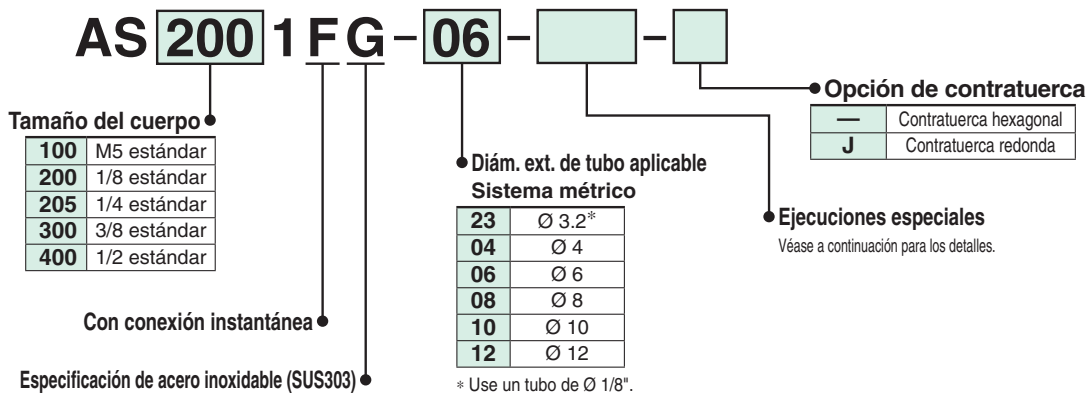 AS 200 1 F G – 06 – –
Opción de contratuerca
— Contratuerca hexagonal
J Contratuerca redonda
Tamaño del cuerpo
100 M5 estándar
200 1/8 estándar
205 1/4 estándar
300 3/8 estándar
400 1/2 estándar
Diám. ext. de tubo aplicable
Sistema métrico
23 Ø 3.2*
04 Ø 4
06 Ø 6
08 Ø 8
10 Ø 10
12 Ø 12
* Use un tubo de Ø 1/8".
Ejecuciones especiales
Véase a continuación para los detalles.
Con conexión instantánea
Especificación de acero inoxidable (SUS303)